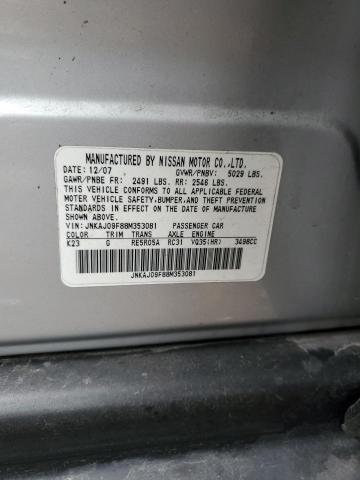 MANUFACTURED BY NISSAN MOTOR CO.,LTD.
DATE: 12/07 GVWR/PNBV: 5029 LBS.
GAWR/PNBE FR: 2491 LBS. RR: 2546 LBS.
THIS VEHICLE CONFORMS TO ALL APPLICABLE FEDERAL
MOTOR VEHICLE SAFETY,BUMPER,AND THEFT PREVENTION
STANDARDS IN EFFECT ON THE DATE OF MANUFACTURE
SHOWN ABOVE.
VIN: JNKAJ09F88M353081 PASSENGER CAR
COLOR TRIM TRANS AXLE ENGINE
K23 G RE5R05A RC31 VQ35(HR) 3498CC
JNKAJ09F88M353081